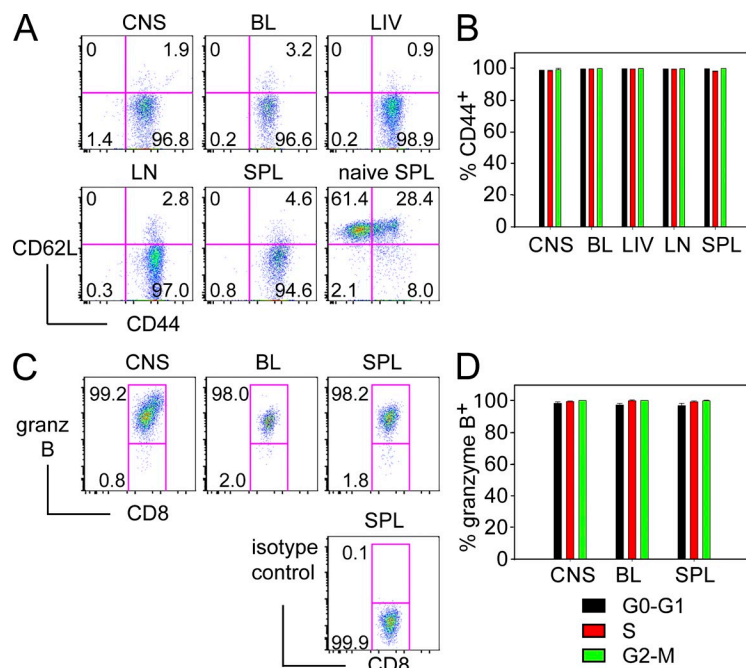 A
CNS
BL
LIV
0 1.9
0 3.2
0 0.9
1.4 96.8
0.2 96.6
0.2 98.9
LN
SPL
naive SPL
0 2.8
0 4.6
61.4 28.4
0.3 97.0
0.8 94.6
2.1 8.0
CD62L
CD44
B
% CD44+
100
80
60
40
20
0
CNS BL LIV LN SPL
C
CNS
BL
SPL
99.2
98.0
98.2
granz
B
0.8
2.0
1.8
CD8
SPL
isotype
control
0.1
99.9
CD8
D
% granzyme B+
100
80
60
40
20
0
CNS BL SPL
G0-G1
S
G2-M